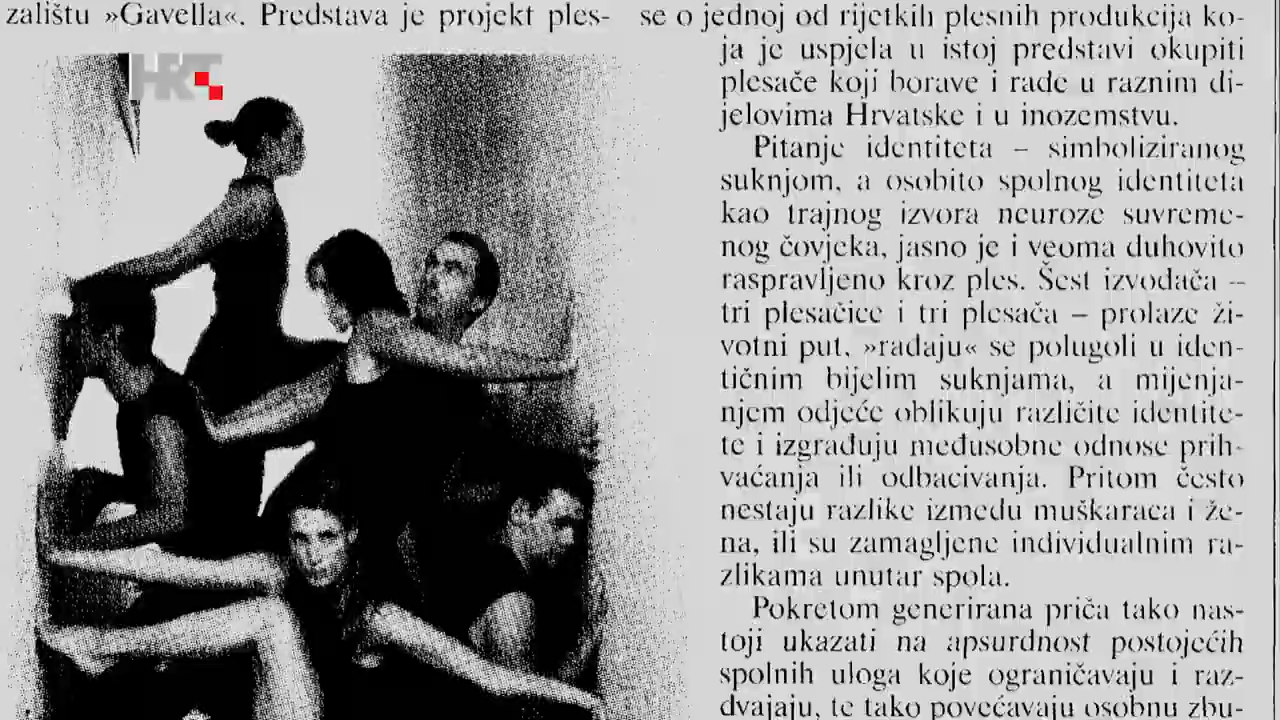 zalištu »Gavella«. Predstava je projekt ples-
HRT
se o jednoj od rijetkih plesnih produkcija ko-
ja je uspjela u istoj predstavi okupiti
plesače koji borave i rade u raznim di-
jelovima Hrvatske i u inozemstvu.
Pitanje identiteta – simboliziranog
suknjom, a osobito spolnog identiteta
kao trajnog izvora neuroze suvreme-
nog čovjeka, jasno je i veoma duhovito
raspravljeno kroz ples. Šest izvođača –
tri plesačice i tri plesača – prolaze ži-
votni put, »rađaju« se polugoli u iden-
tičnim bijelim suknjama, a mijenja-
njem odjeće oblikuju različite identite-
te i izgrađuju međusobne odnose prih-
vaćanja ili odbacivanja. Pritom često
nestaju razlike između muškaraca i že-
na, ili su zamagljene individualnim ra-
zlikama unutar spola.
Pokretom generirana priča tako nas-
toji ukazati na apsurdnost postojećih
spolnih uloga koje ograničavaju i raz-
dvajaju, te tako povećavaju osobnu zbu-